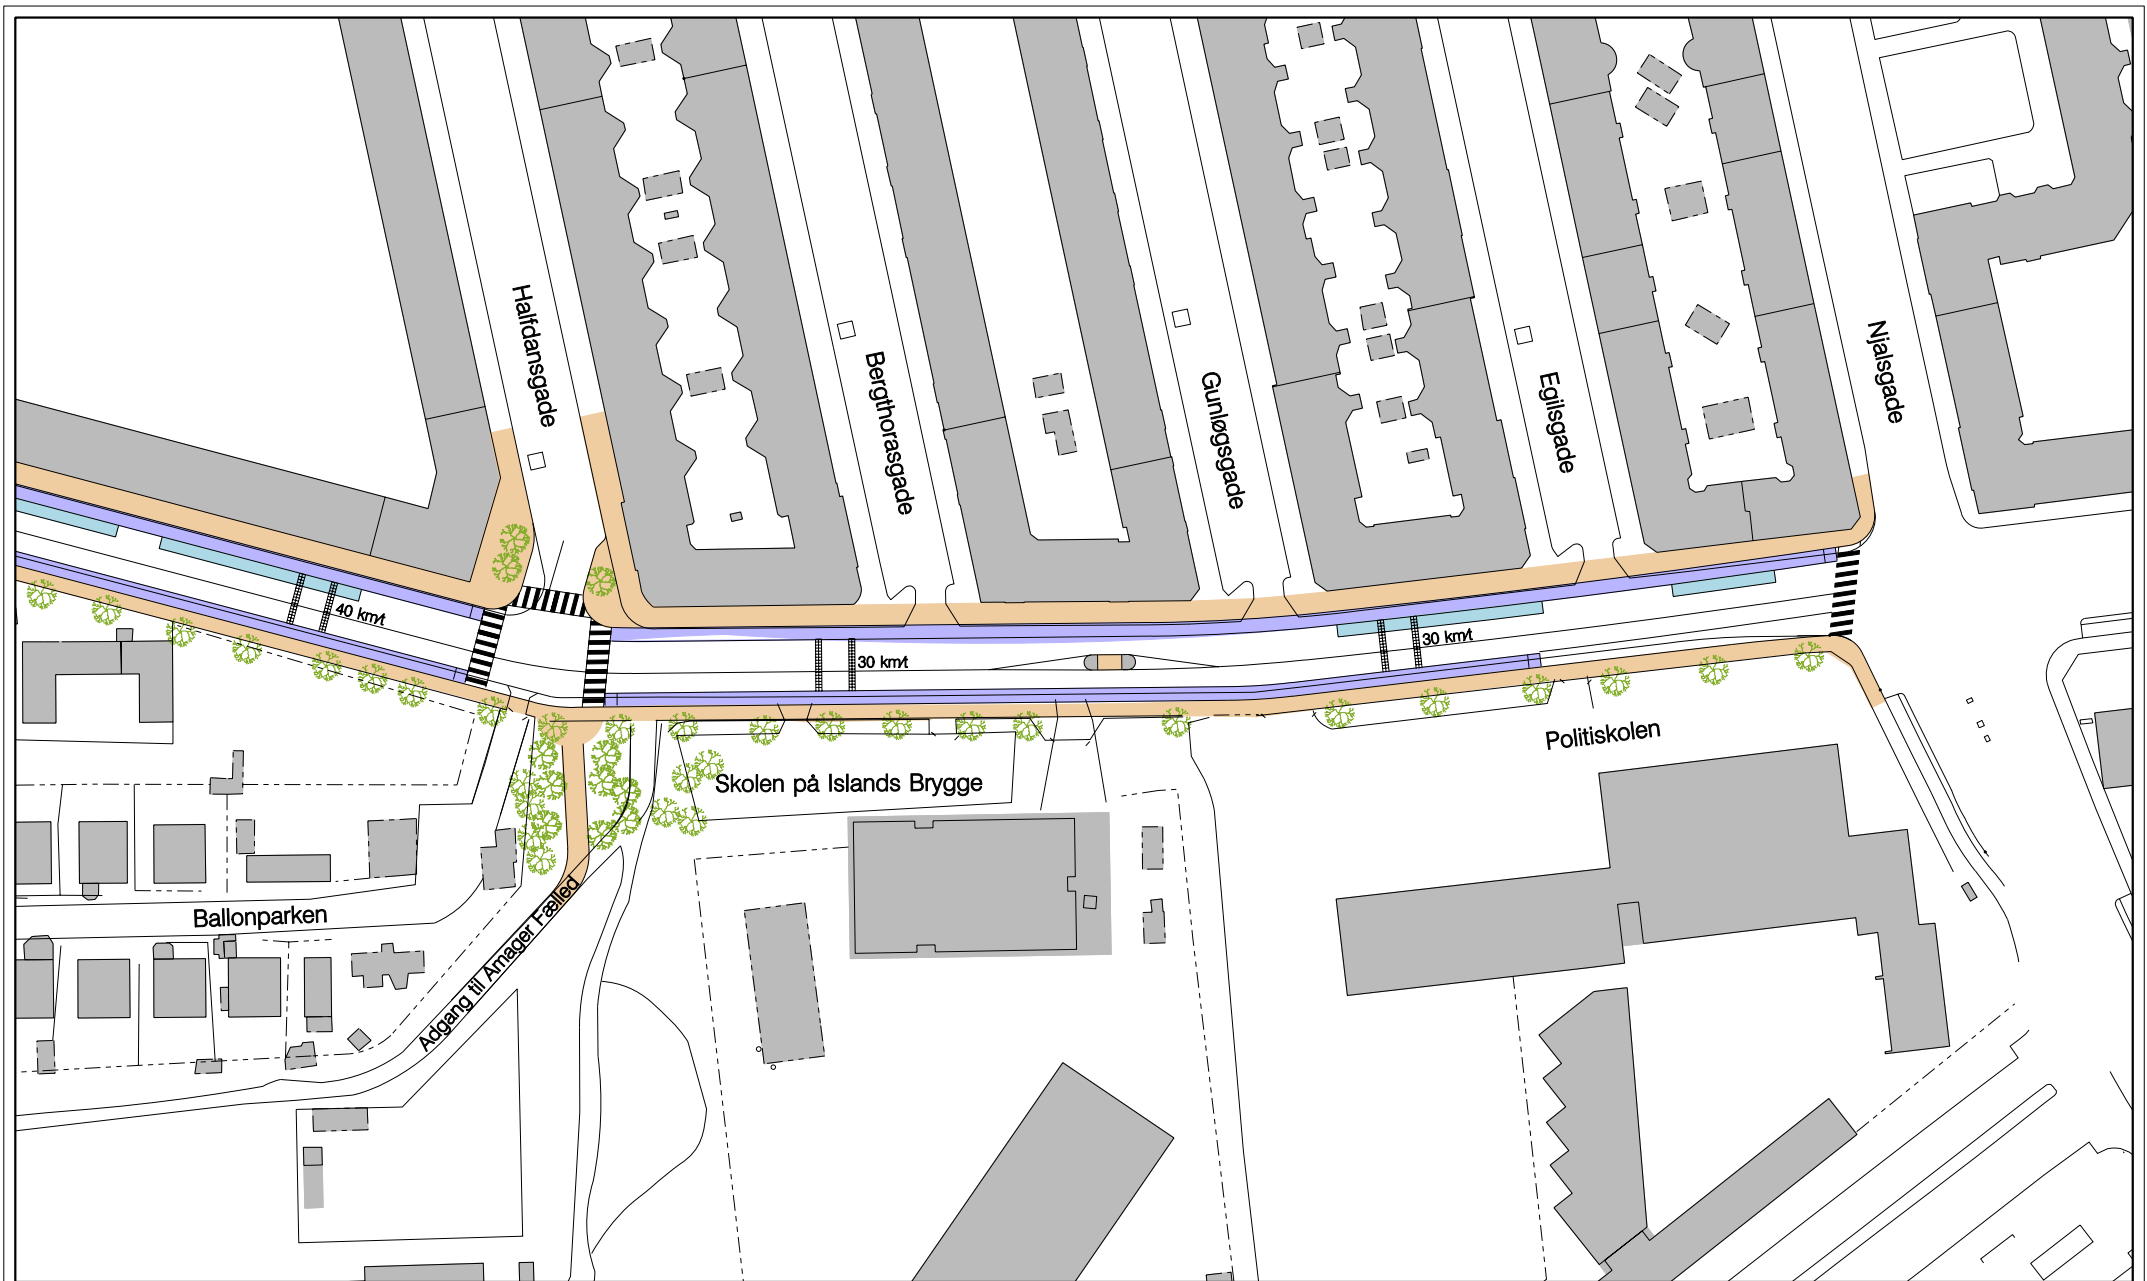 Halfdansgade
Bergthorasgade
Gunløgsgade
Egilsgade
Njalsgade
40 km/t
30 km/t
30 km/t
Politiskolen
Skolen på Islands Brygge
Ballonparken
Adgang til Amager Fælled